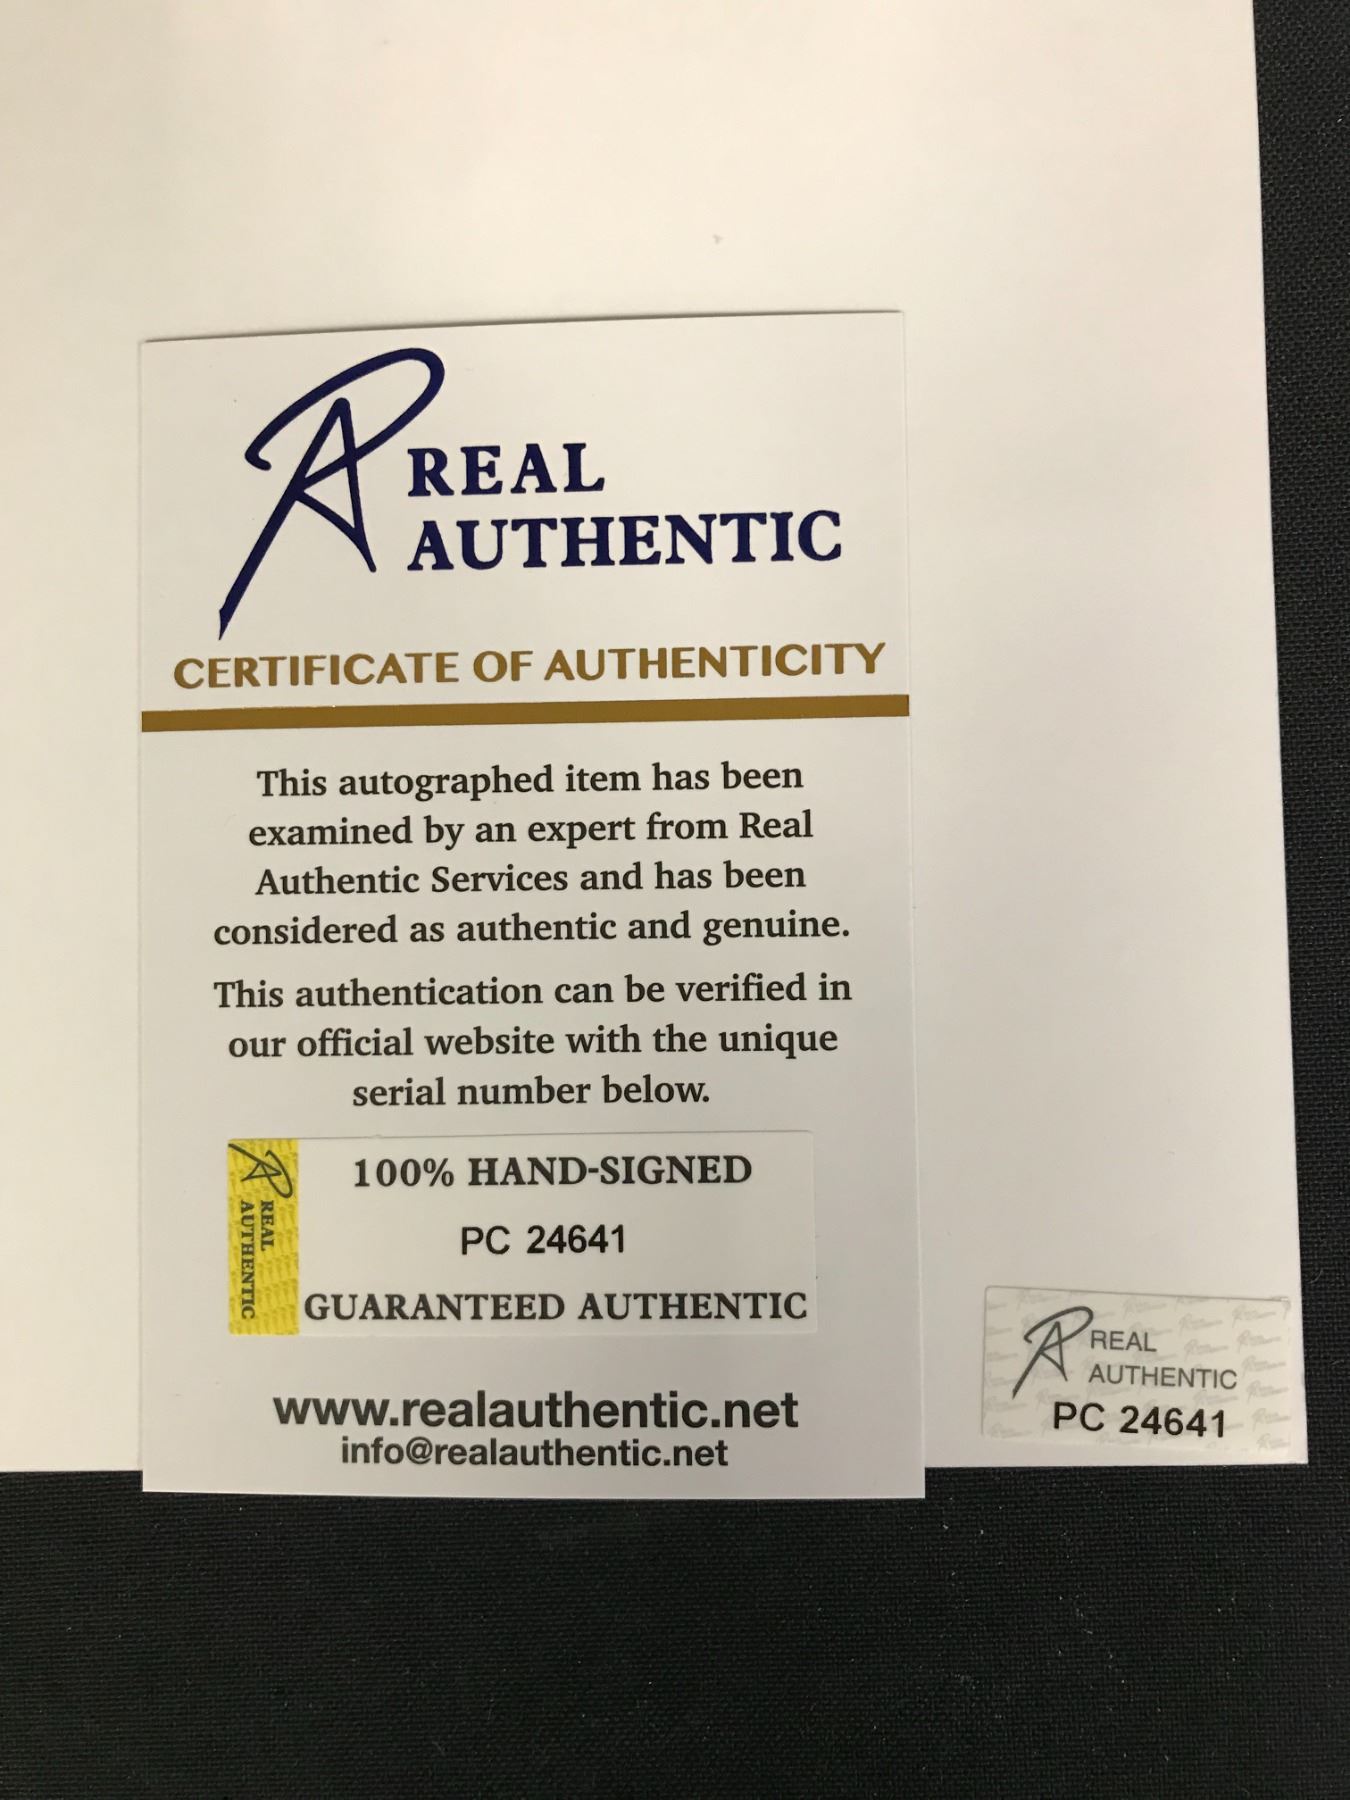 REAL
AUTHENTIC
CERTIFICATE OF AUTHENTICITY
This autographed item has been
examined by an expert from Real
Authentic Services and has been
considered as authentic and genuine.
This authentication can be verified in
our official website with the unique
serial number below.
REAL
AUTHENTIC
100% HAND-SIGNED
PC 24641
GUARANTEED AUTHENTIC
www.realauthentic.net
info@realauthentic.net
REAL
AUTHENTIC
PC 24641